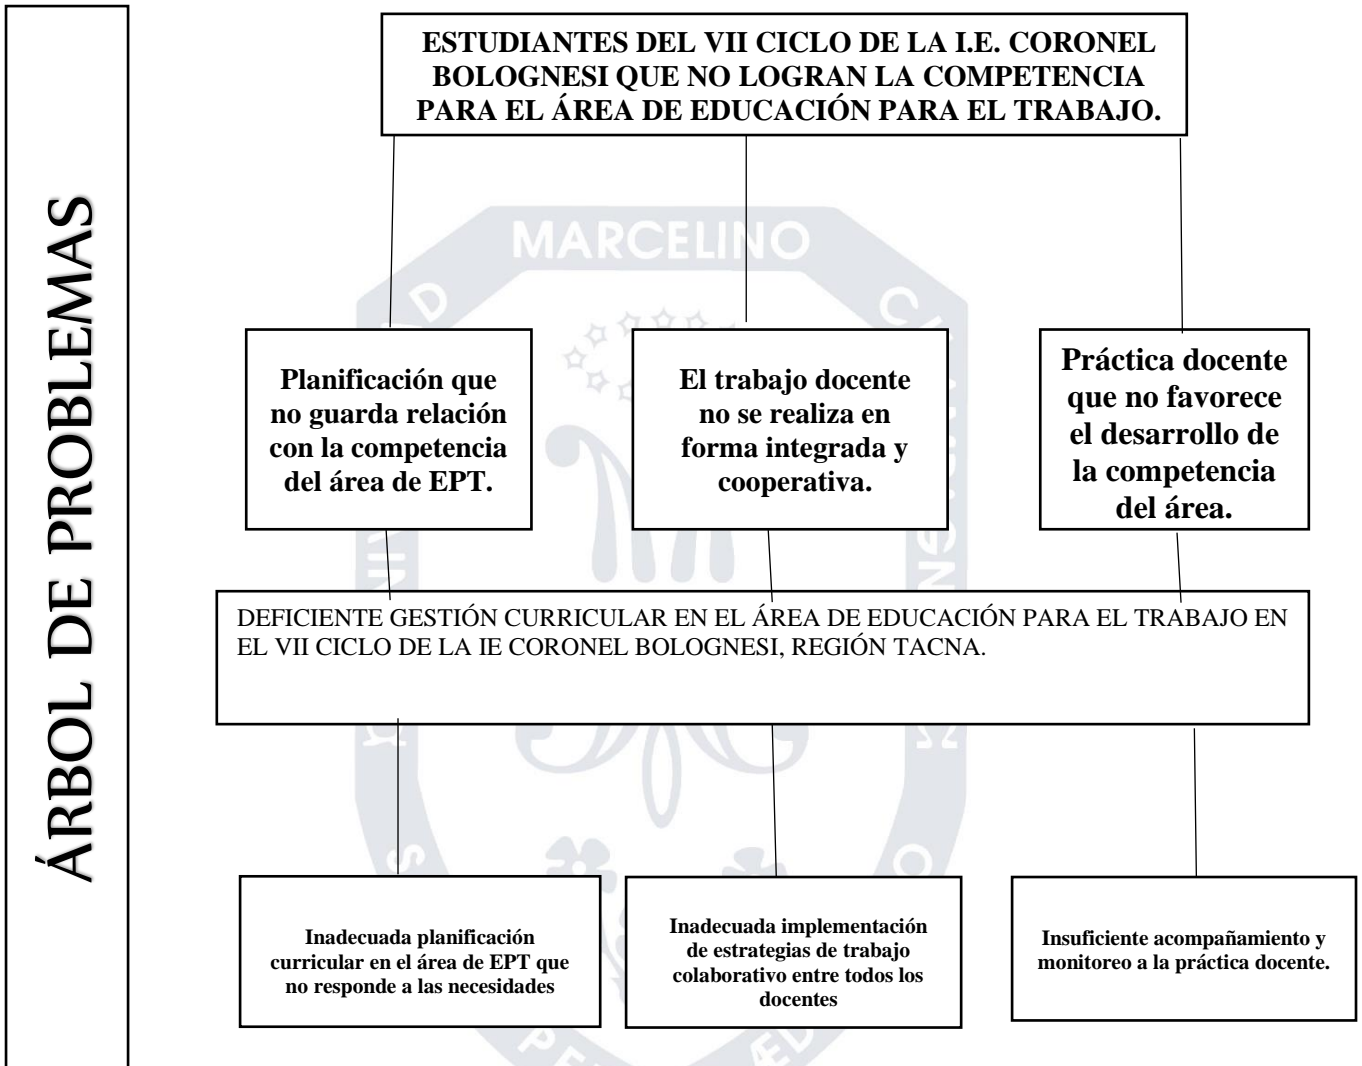 ÁRBOL DE PROBLEMAS
ESTUDIANTES DEL VII CICLO DE LA I.E. CORONEL
BOLOGNESI QUE NO LOGRAN LA COMPETENCIA
PARA EL ÁREA DE EDUCACIÓN PARA EL TRABAJO.
MARCELINO
Planificación que
no guarda relación
con la competencia
del área de EPT.
El trabajo docente
no se realiza en
forma integrada y
cooperativa.
Práctica docente
que no favorece
el desarrollo de
la competencia
del área.
DEFICIENTE GESTIÓN CURRICULAR EN EL ÁREA DE EDUCACIÓN PARA EL TRABAJO EN
EL VII CICLO DE LA IE CORONEL BOLOGNESI, REGIÓN TACNA.
Inadecuada planificación
curricular en el área de EPT que
no responde a las necesidades
Inadecuada implementación
de estrategias de trabajo
colaborativo entre todos los
docentes
Insuficiente acompañamiento y
monitoreo a la práctica docente.